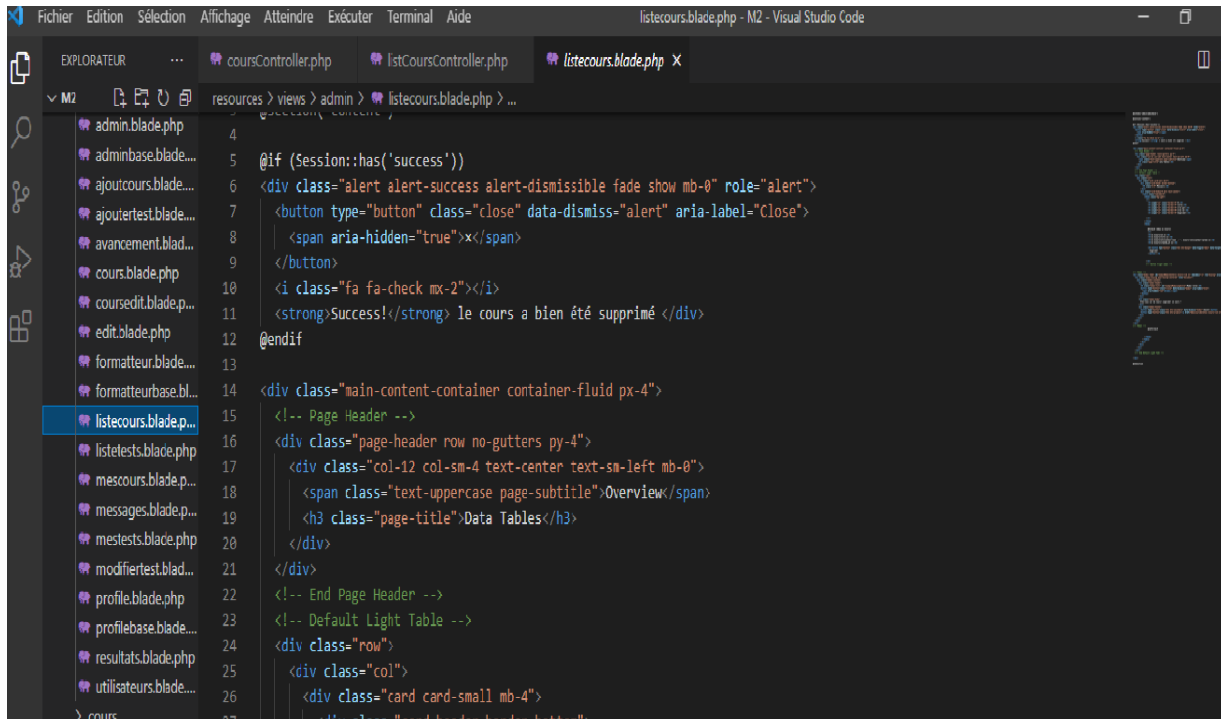 Fichier Edition Sélection Affichage Atteindre Exécuter Terminal Aide listecours.blade.php - M2 - Visual Studio Code
EXPLORATEUR ... coursController.php listCoursController.php listecours.blade.php X
M2 resources > views > admin > listecours.blade.php > ...
admin.blade.php
adminbase.blade....
ajoutcours.blade....
ajoutertest.blade....
avancement.blad...
cours.blade.php
coursedit.blade.p...
edit.blade.php
formatteur.blade....
formatteurbase.bl...
listecours.blade.p...
listetests.blade.php
mescours.blade.p...
messages.blade.p...
mestests.blade.php
modifiertest.blad...
profile.blade.php
profilebase.blade....
resultats.blade.php
utilisateurs.blade....
cours
3 @section('content')
4
5 @if (Session::has('success'))
6 <div class="alert alert-success alert-dismissible fade show mb-0" role="alert">
7 <button type="button" class="close" data-dismiss="alert" aria-label="Close">
8 <span aria-hidden="true">x</span>
9 </button>
10 <i class="fa fa-check mx-2"></i>
11 <strong>Success!</strong> le cours a bien été supprimé </div>
12 @endif
13
14 <div class="main-content-container container-fluid px-4">
15 <!-- Page Header -->
16 <div class="page-header row no-gutters py-4">
17 <div class="col-12 col-sm-4 text-center text-sm-left mb-0">
18 <span class="text-uppercase page-subtitle">Overview</span>
19 <h3 class="page-title">Data Tables</h3>
20 </div>
21 </div>
22 <!-- End Page Header -->
23 <!-- Default Light Table -->
24 <div class="row">
25 <div class="col">
26 <div class="card card-small mb-4">